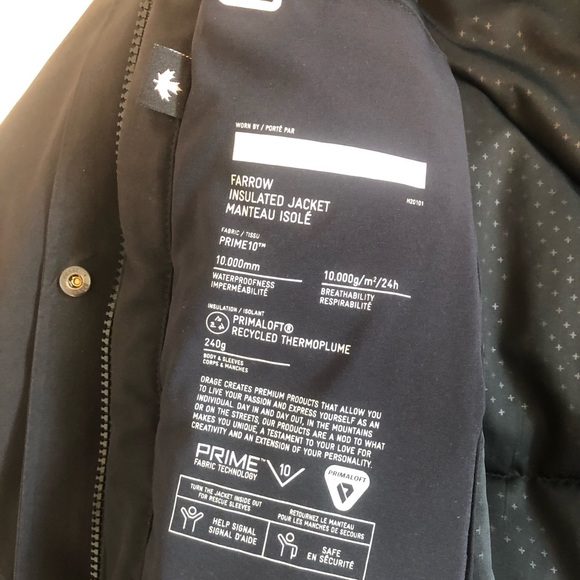 WORN BY / PORTÉ PAR
FARROW
INSULATED JACKET
MANTEAU ISOLÉ
H20101
FABRIC / TISSU
PRIME10™
10.000mm
WATERPROOFNESS
IMPERMÉABILITÉ
10.000g/m²/24h
BREATHABILITY
RESPIRABILITÉ
INSULATION / ISOLANT
PRIMALOFT®
RECYCLED THERMOPLUME
240g
BODY & SLEEVES
CORPS & MANCHES
ORAGE CREATES PREMIUM PRODUCTS THAT ALLOW YOU
TO LIVE YOUR PASSION AND EXPRESS YOURSELF AS AN
INDIVIDUAL. DAY IN AND DAY OUT, IN THE MOUNTAINS
OR ON THE STREETS, OUR PRODUCTS ARE A NOD TO WHAT
MAKES YOU UNIQUE, A TESTAMENT TO YOUR LOVE FOR
CREATIVITY AND AN EXTENSION OF YOUR PERSONALITY.
PRIME™
FABRIC TECHNOLOGY
10
PRIMALOFT
TURN THE JACKET INSIDE OUT
FOR RESCUE SLEEVES
RETOURNEZ LE MANTEAU
POUR LES MANCHES DE SECOURS
HELP SIGNAL
SIGNAL D'AIDE
SAFE
EN SÉCURITÉ